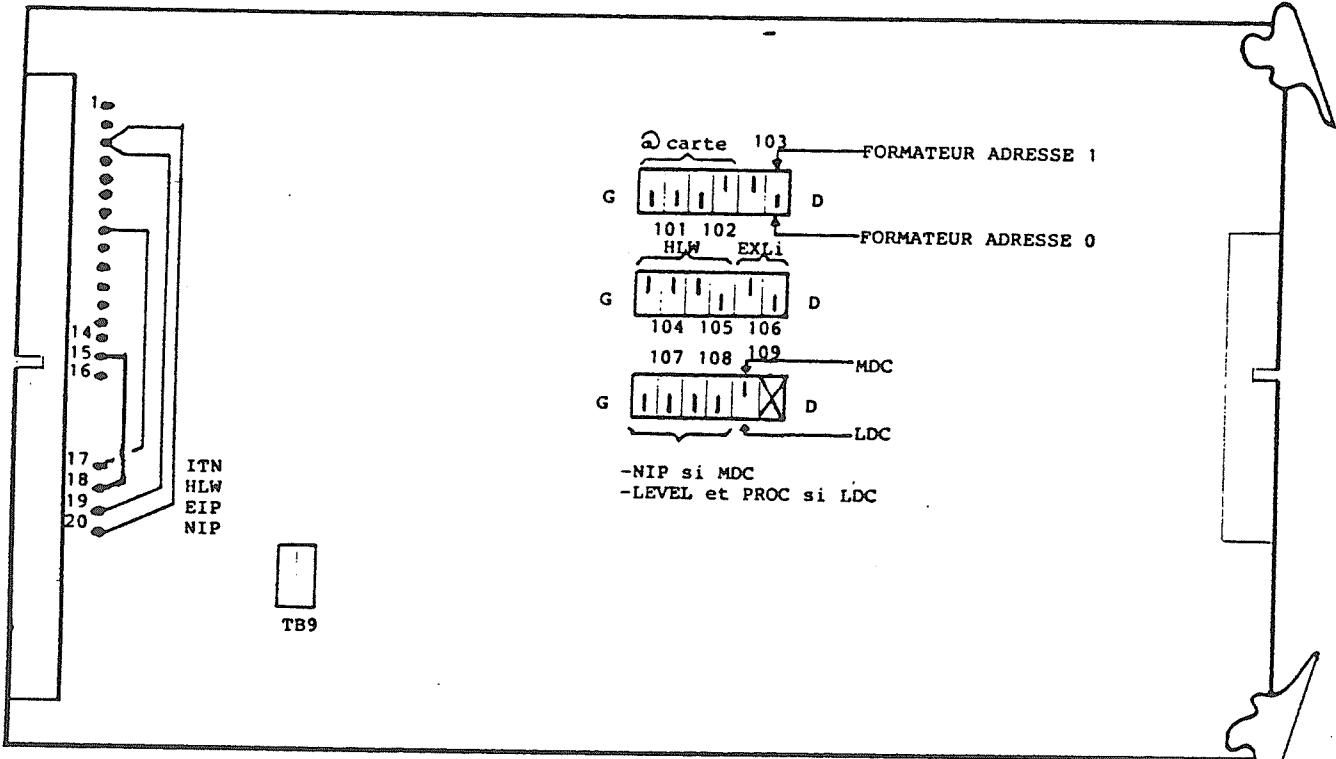 1
14
15
16
17
18
19
20
ITN
HLW
EIP
NIP
TB9
@ carte 103
FORMATEUR ADRESSE 1
G D
101 102
FORMATEUR ADRESSE 0
HLW EXLi
G D
104 105 106
107 108 109
MDC
G D
LDC
-NIP si MDC
-LEVEL et PROC si LDC